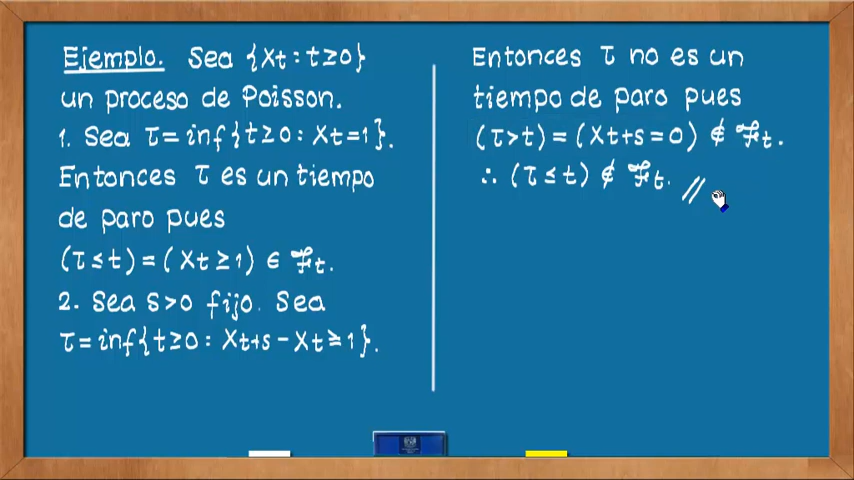 Ejemplo. Sea {Xt : t ≥ 0}
un proceso de Poisson.
1. Sea τ = inf{t ≥ 0 : Xt = 1}.
Entonces τ es un tiempo
de paro pues
(τ ≤ t) = (Xt ≥ 1) ∈ ℱt.
2. Sea s > 0 fijo. Sea
τ = inf{t ≥ 0 : Xt+s − Xt ≥ 1}.
Entonces τ no es un
tiempo de paro pues
(τ > t) = (Xt+s = 0) ∉ ℱt.
∴ (τ ≤ t) ∉ ℱt. //